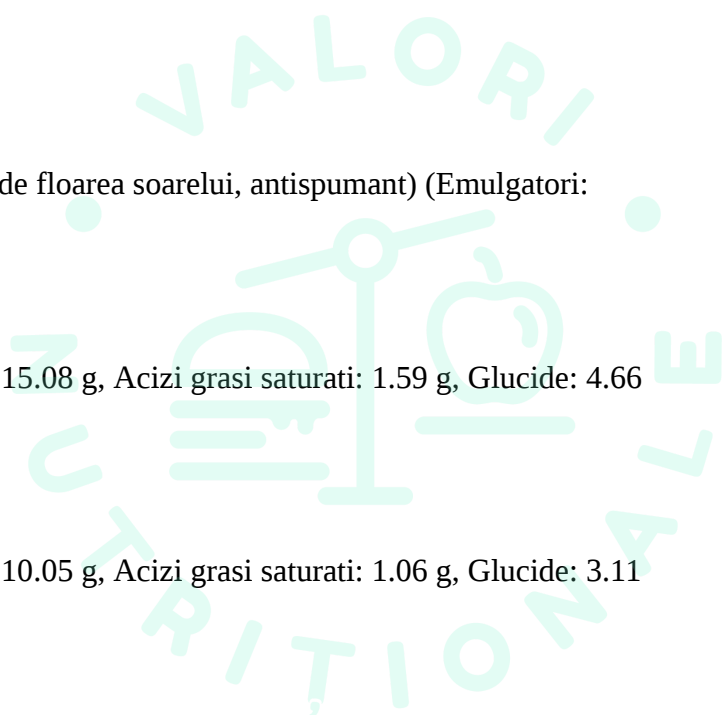 VALORI
de floarea soarelui, antispumant) (Emulgatori:
15.08 g, Acizi grasi saturati: 1.59 g, Glucide: 4.66
10.05 g, Acizi grasi saturati: 1.06 g, Glucide: 3.11
NUTRITIONALE